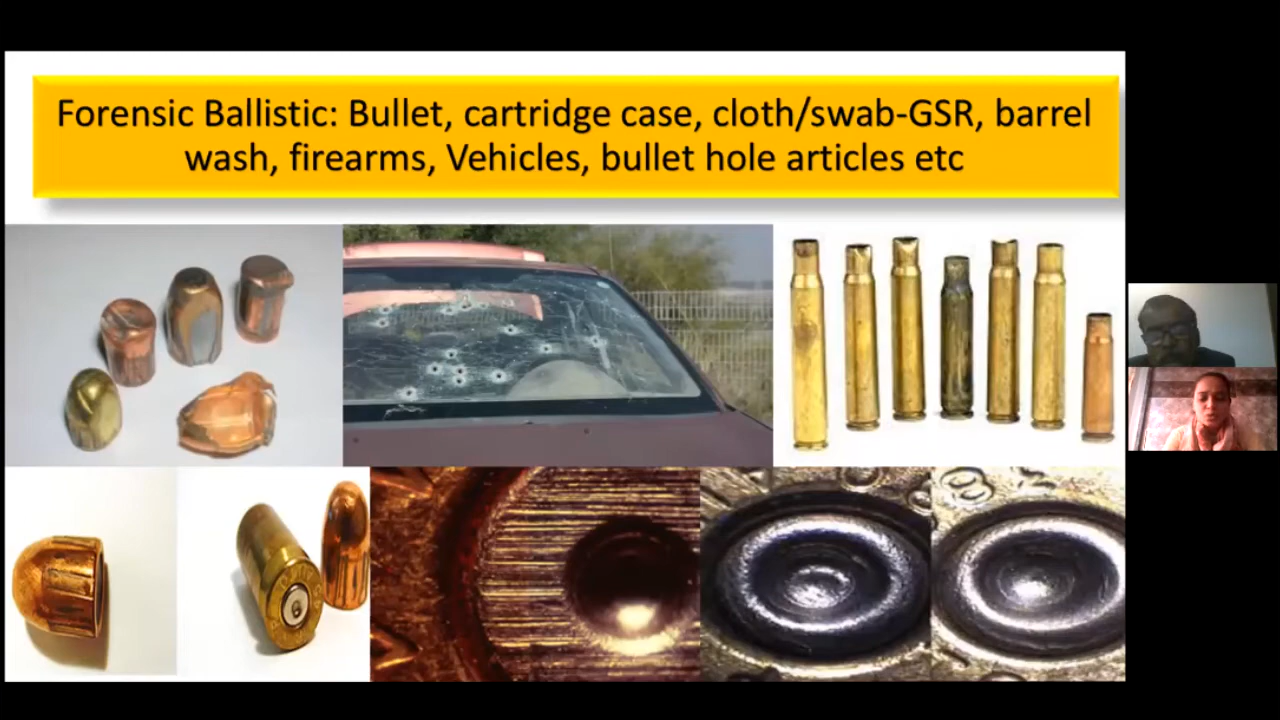 Forensic Ballistic: Bullet, cartridge case, cloth/swab-GSR, barrel
wash, firearms, Vehicles, bullet hole articles etc